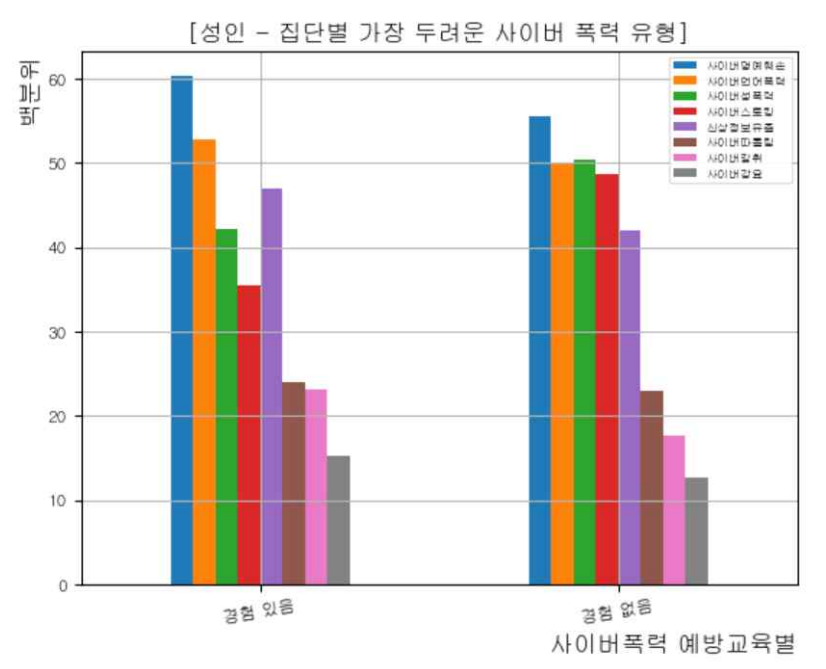 [성인 - 집단별 가장 두려운 사이버 폭력 유형]
백분위
60
50
40
30
20
10
0
사이버명예훼손
사이버언어폭력
사이버성폭력
사이버스토킹
신상정보유출
사이버따돌림
사이버갈취
사이버강요
경험 있음
경험 없음
사이버폭력 예방교육별